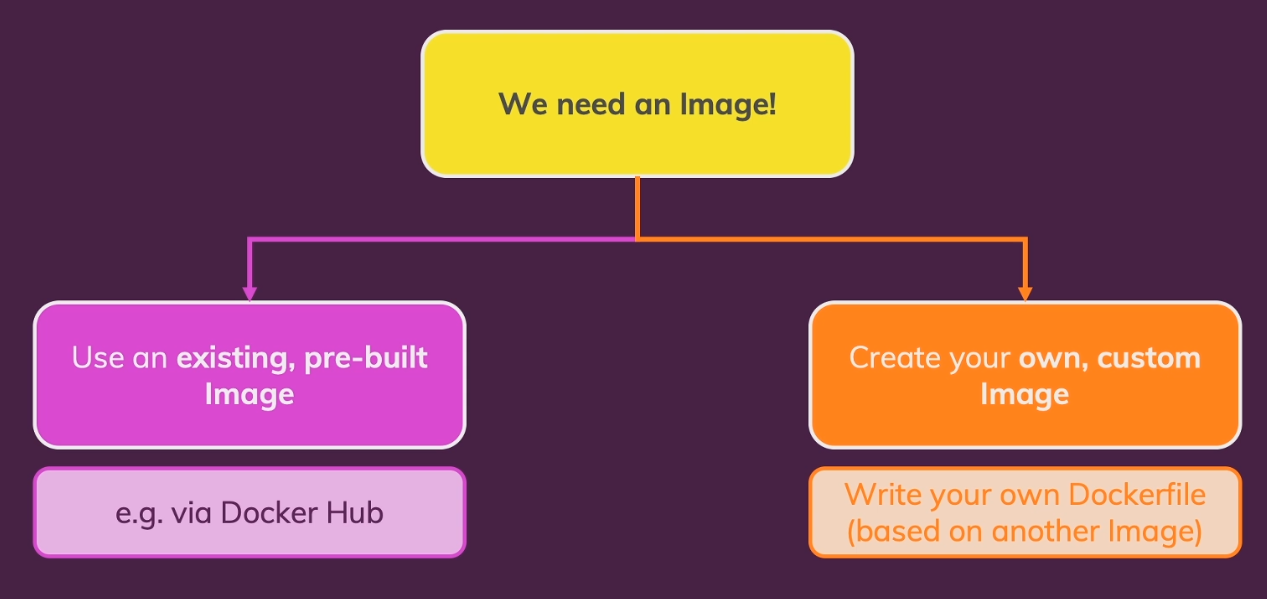 We need an Image!
Use an existing, pre-built
Image
Create your own, custom
Image
e.g. via Docker Hub
Write your own Dockerfile
(based on another Image)